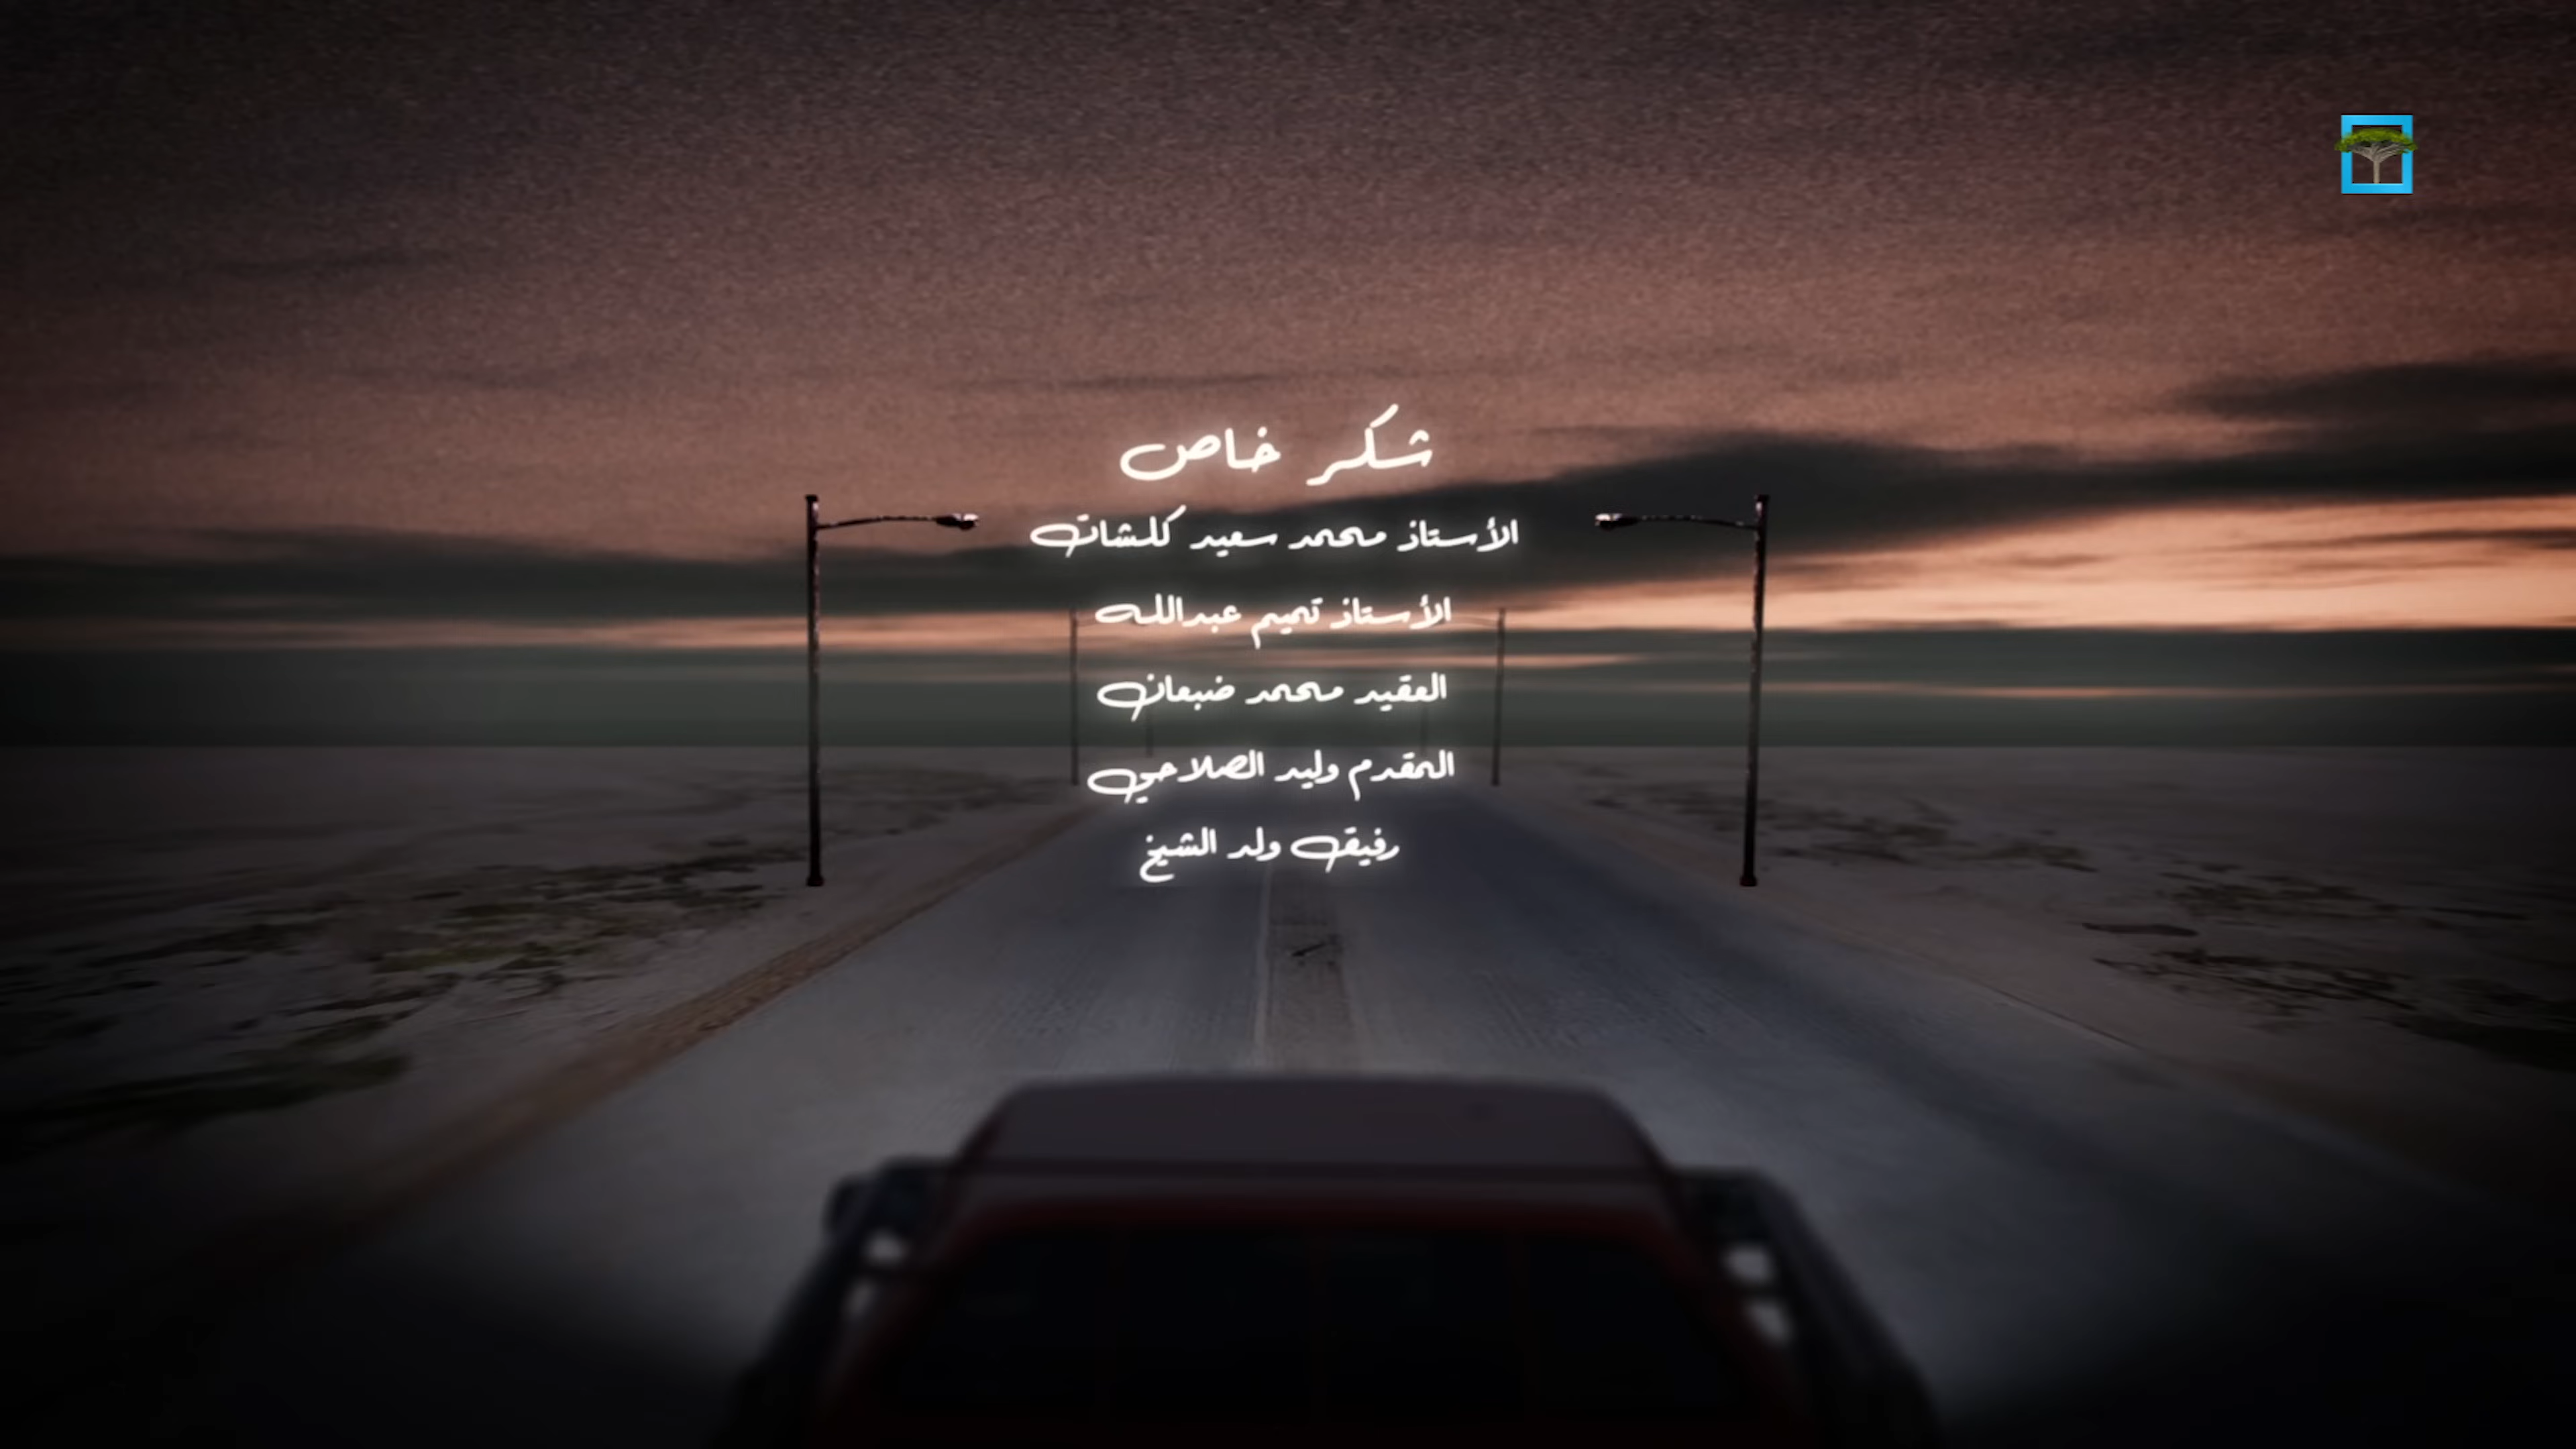 شكر خاص
الأستاذ محمد سعيد كلشات
الأستاذ تميم عبدالله
العقيد محمد ضبعان
المقدم وليد الصلاحي
رفيق ولد الشيخ